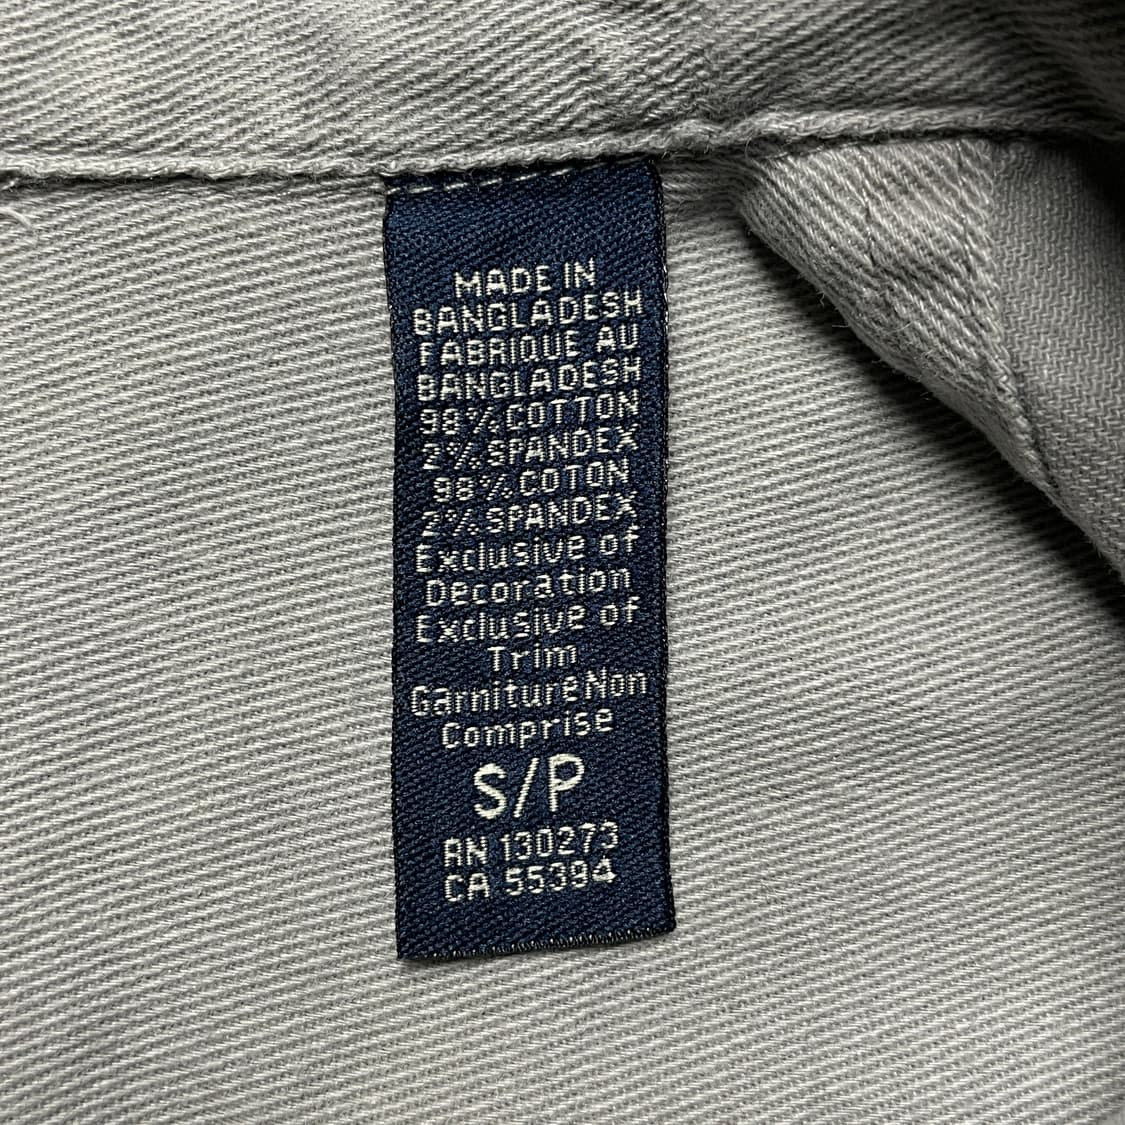 MADE IN
BANGLADESH
FABRIQUE AU
BANGLADESH
98% COTTON
2% SPANDEX
98% COTON
2% SPANDEX
Exclusive of
Decoration
Exclusive of
Trim
Garniture Non
Comprise
S/P
RN 130273
CA 55394